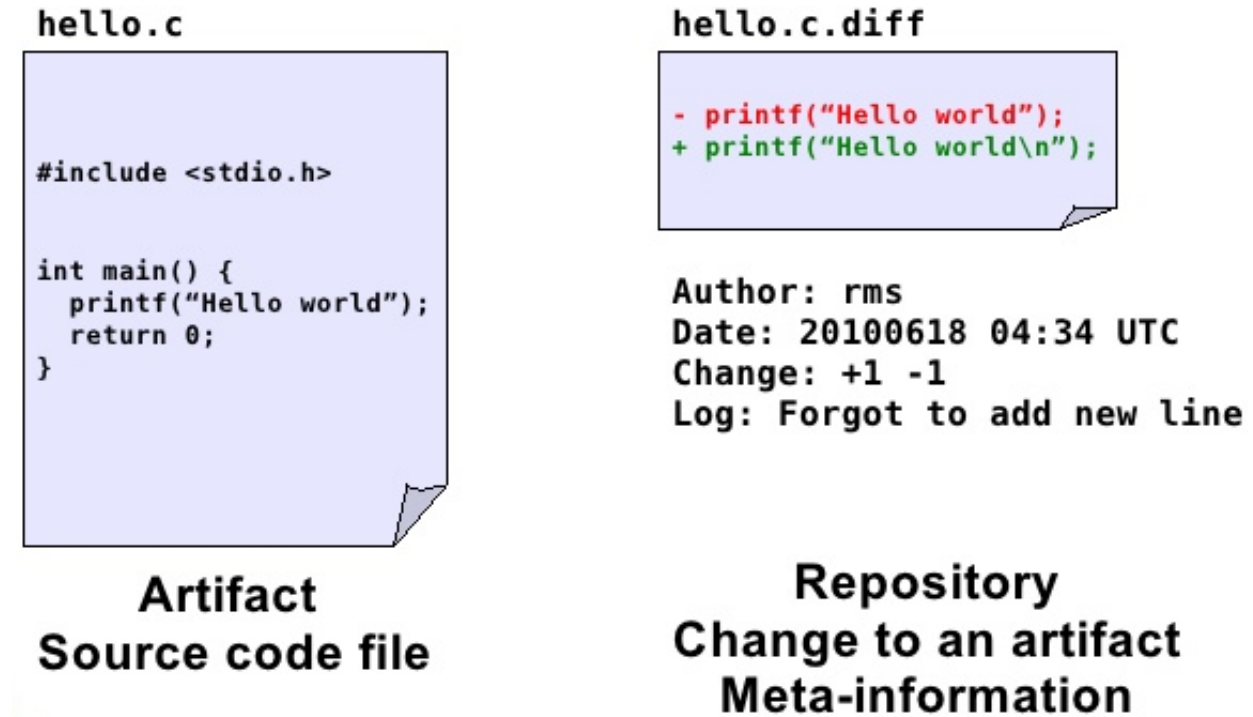 hello.c
#include <stdio.h>
int main() {
  printf(“Hello world”);
  return 0;
}
Artifact
Source code file
hello.c.diff
- printf(“Hello world”);
+ printf(“Hello world\n”);
Author: rms
Date: 20100618 04:34 UTC
Change: +1 -1
Log: Forgot to add new line
Repository
Change to an artifact
Meta-information